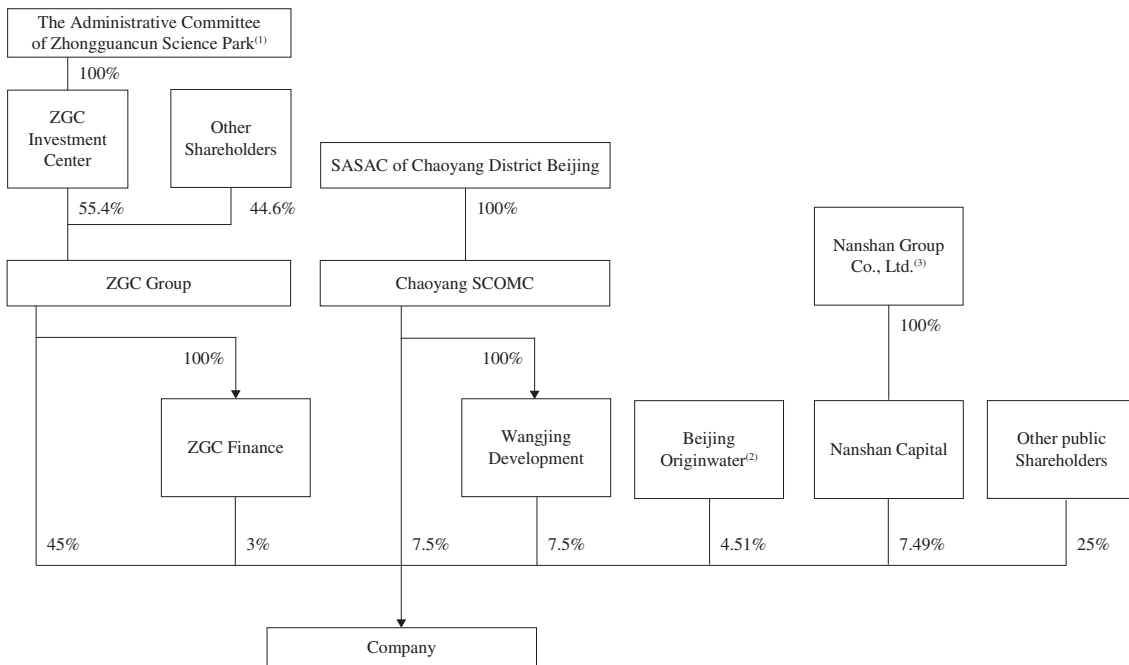 The Administrative Committee
of Zhongguancun Science Park(1)
100%
ZGC
Investment
Center
Other
Shareholders
SASAC of Chaoyang District Beijing
55.4%
44.6%
100%
Nanshan Group
Co., Ltd.(3)
ZGC Group
Chaoyang SCOMC
100%
100%
100%
ZGC Finance
Wangjing
Development
Beijing
Originwater(2)
Nanshan Capital
Other public
Shareholders
45%
3%
7.5%
7.5%
4.51%
7.49%
25%
Company